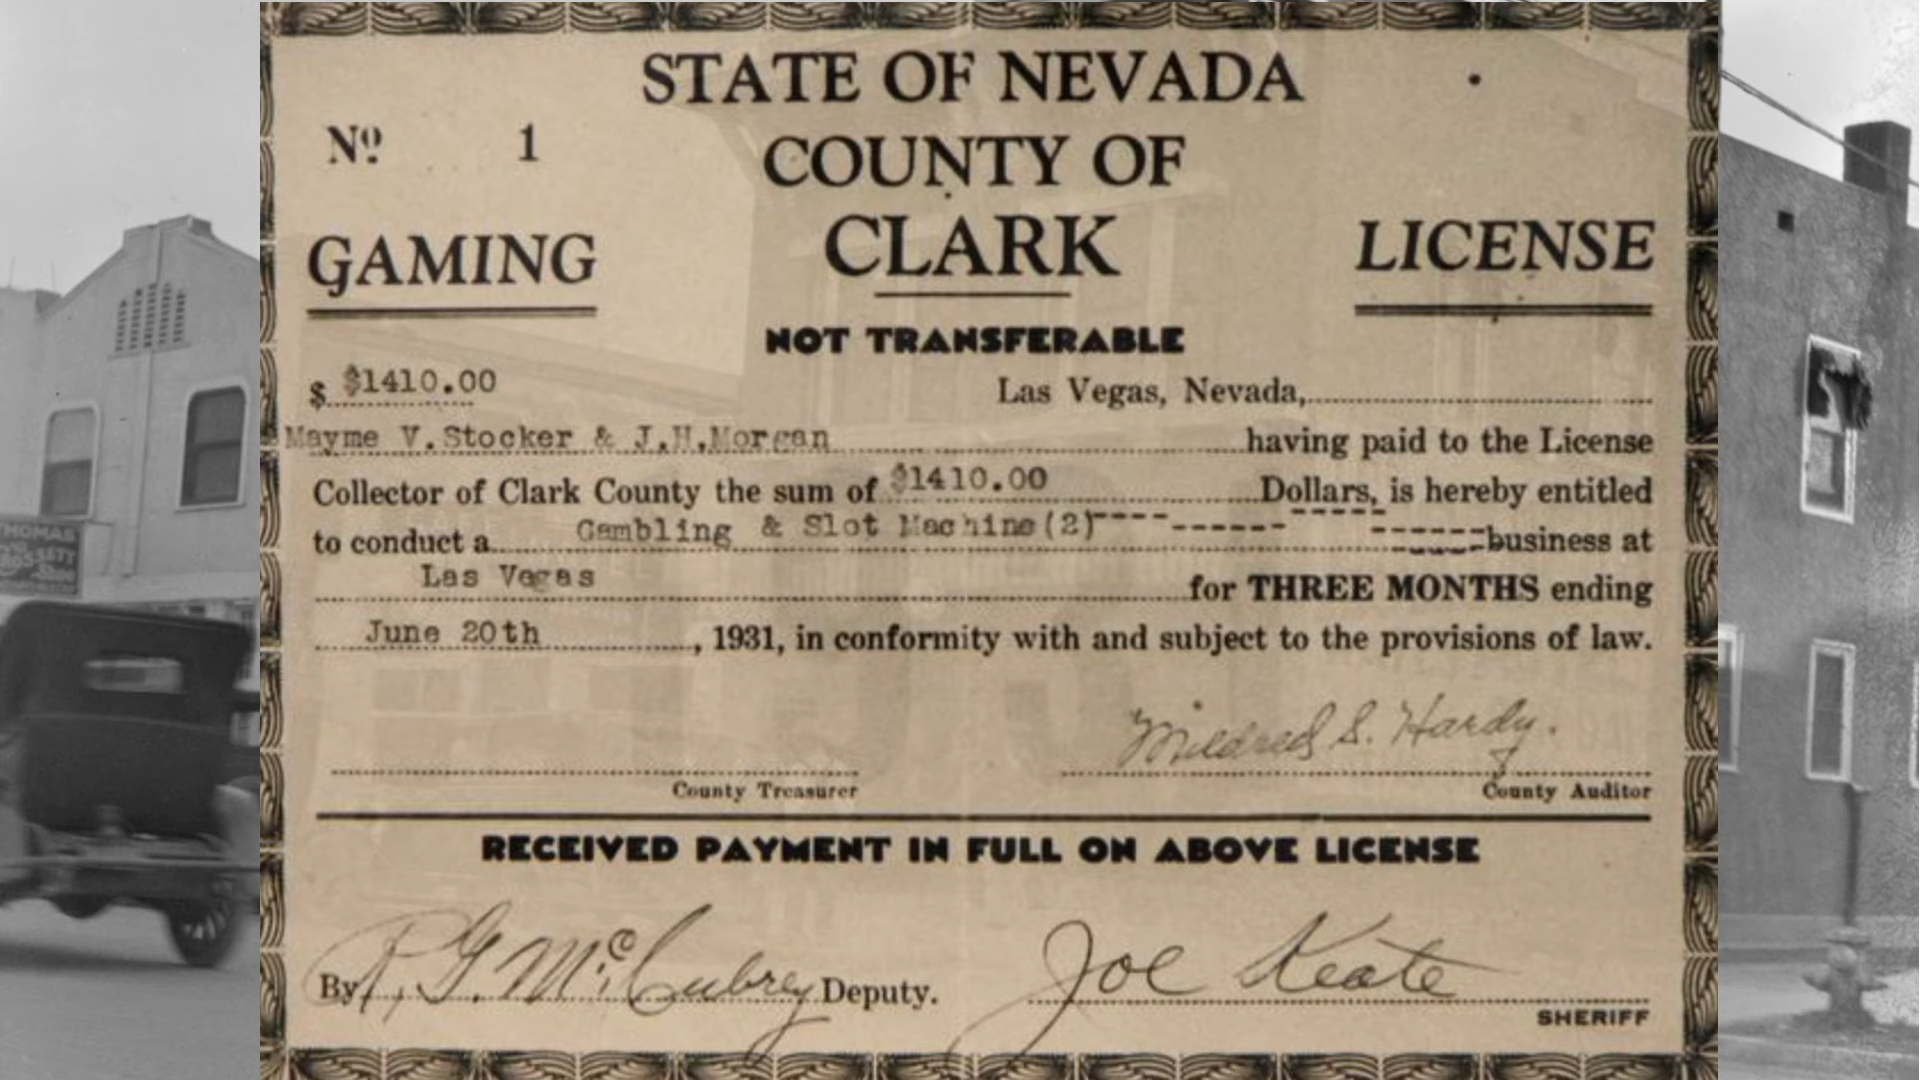 STATE OF NEVADA
Nº 1
COUNTY OF
GAMING CLARK LICENSE
NOT TRANSFERABLE
$ $1410.00 Las Vegas, Nevada,
Mayme V.Stocker & J.H.Morgan having paid to the License
Collector of Clark County the sum of $1410.00 Dollars, is hereby entitled
to conduct a Gambling & Slot Machine(2) business at
Las Vegas for THREE MONTHS ending
June 20th, 1931, in conformity with and subject to the provisions of law.
Mildred S. Hardy.
County Treasurer County Auditor
RECEIVED PAYMENT IN FULL ON ABOVE LICENSE
By R. G. McCubrey Deputy. Joe Keate
SHERIFF
THOMAS